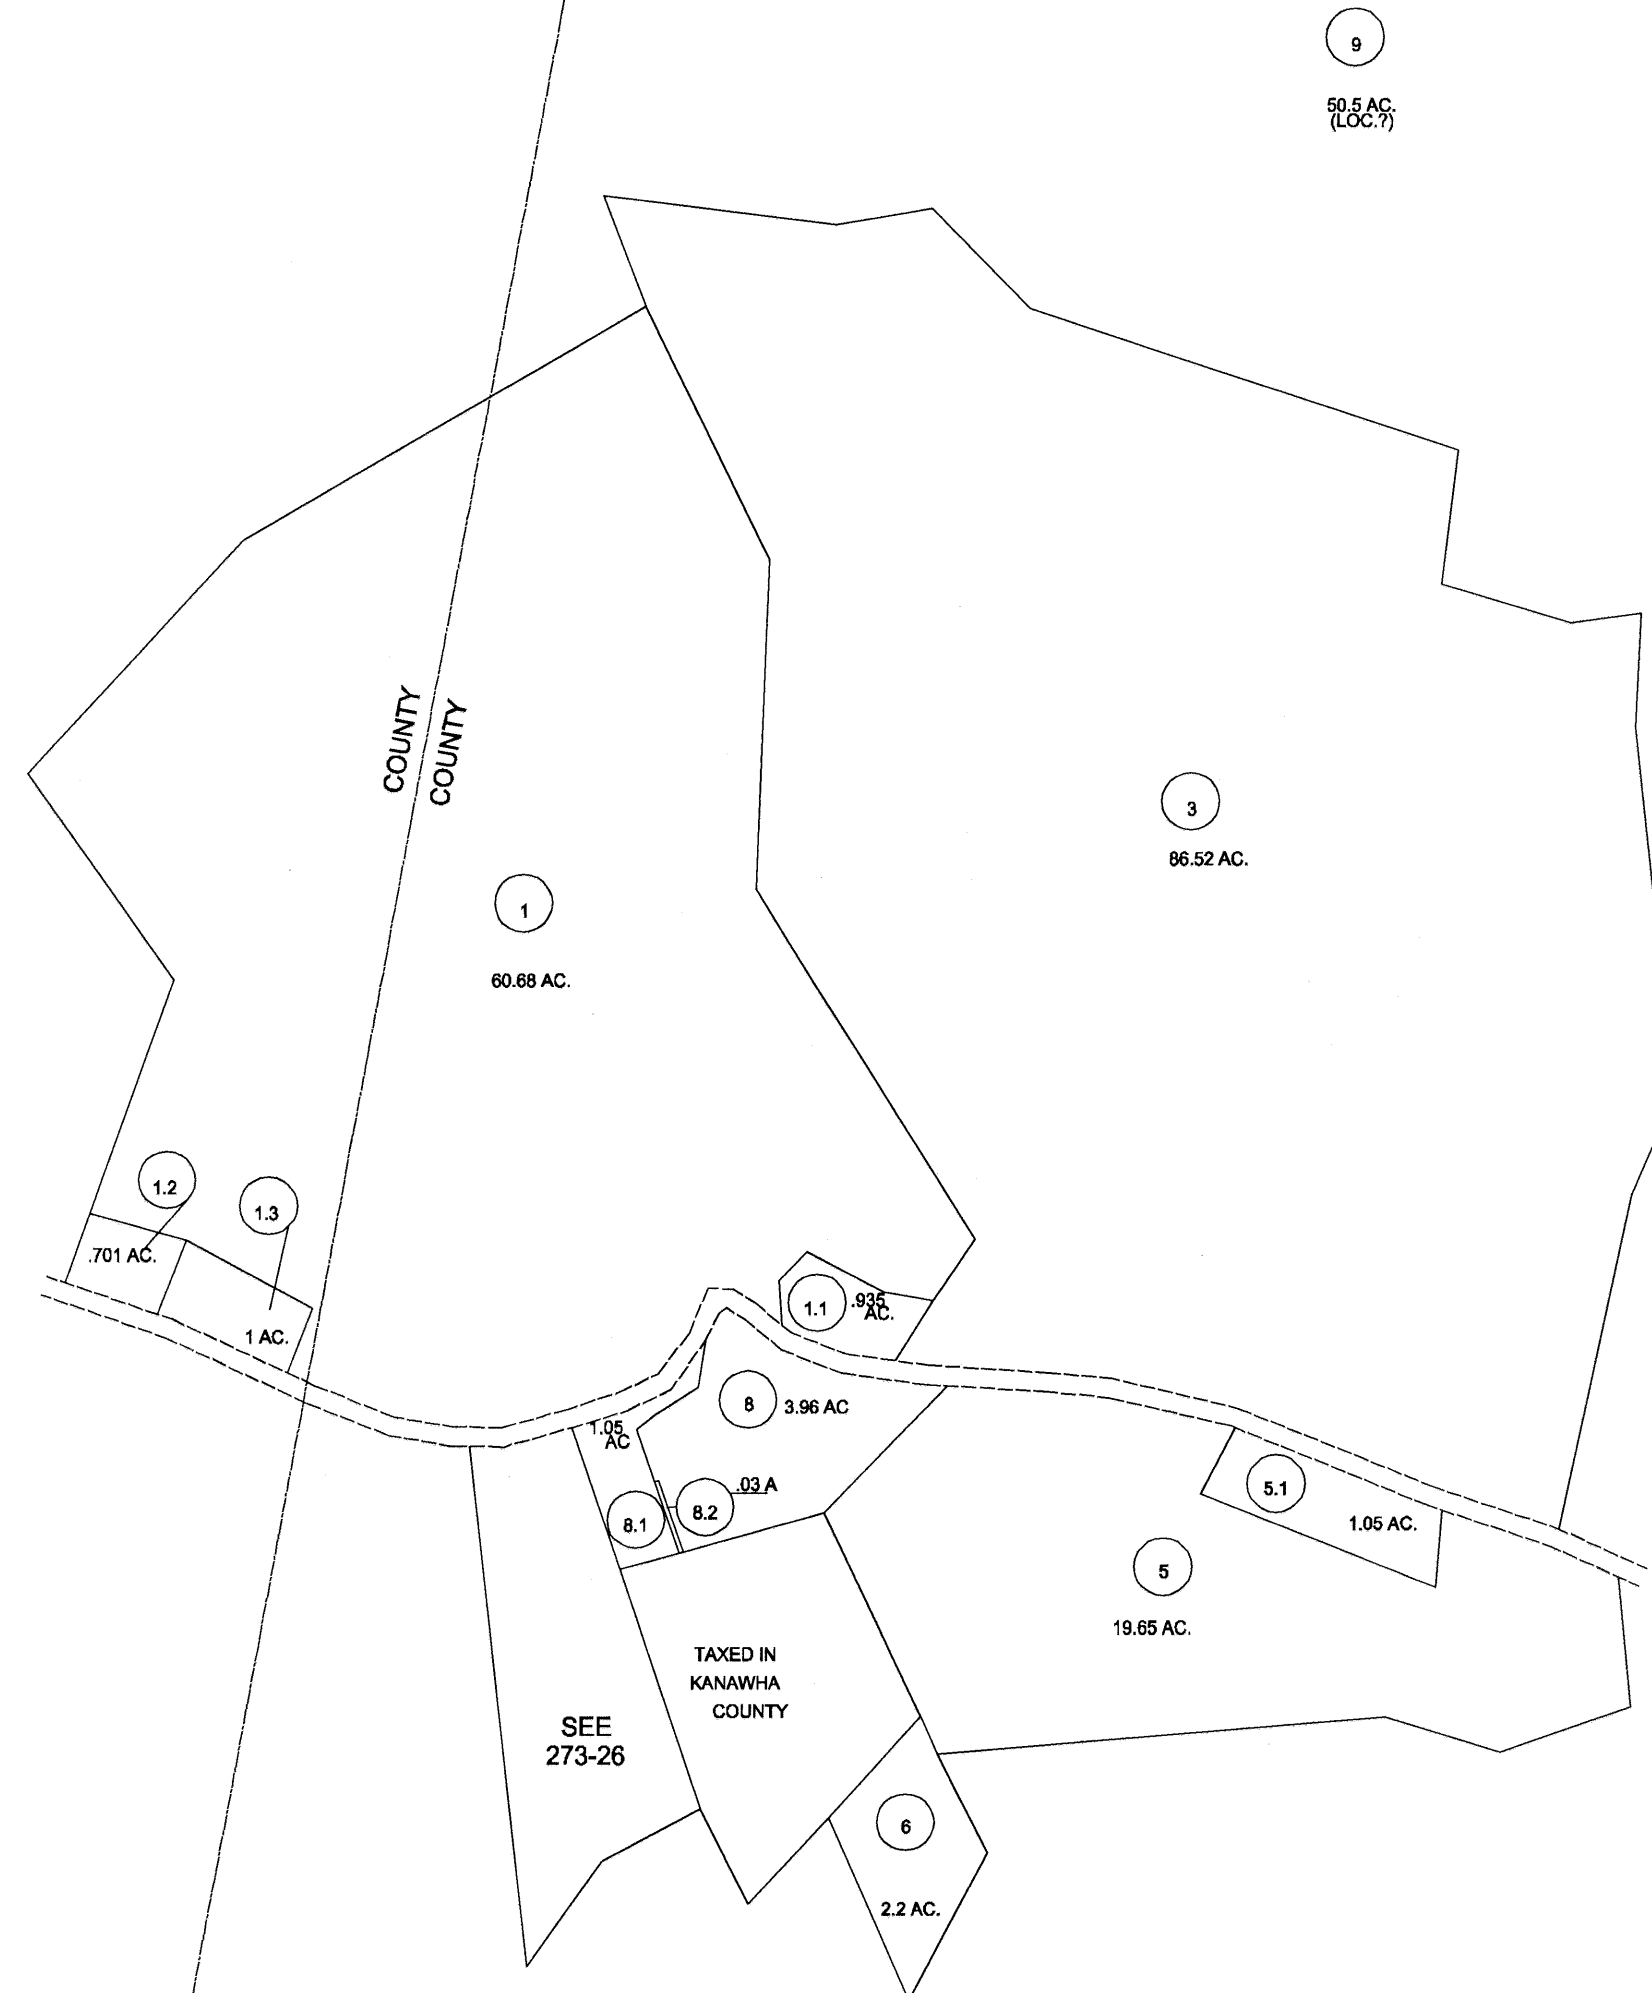 9
50.5 AC.
(LOC.?)
COUNTY
COUNTY
3
86.52 AC.
1
60.68 AC.
1.2
1.3
.701 AC.
1 AC.
1.1
.935
AC.
8
3.96 AC
1.05
AC
.03 A
8.2
8.1
5.1
1.05 AC.
5
19.65 AC.
TAXED IN
KANAWHA
COUNTY
SEE
273-26
6
2.2 AC.